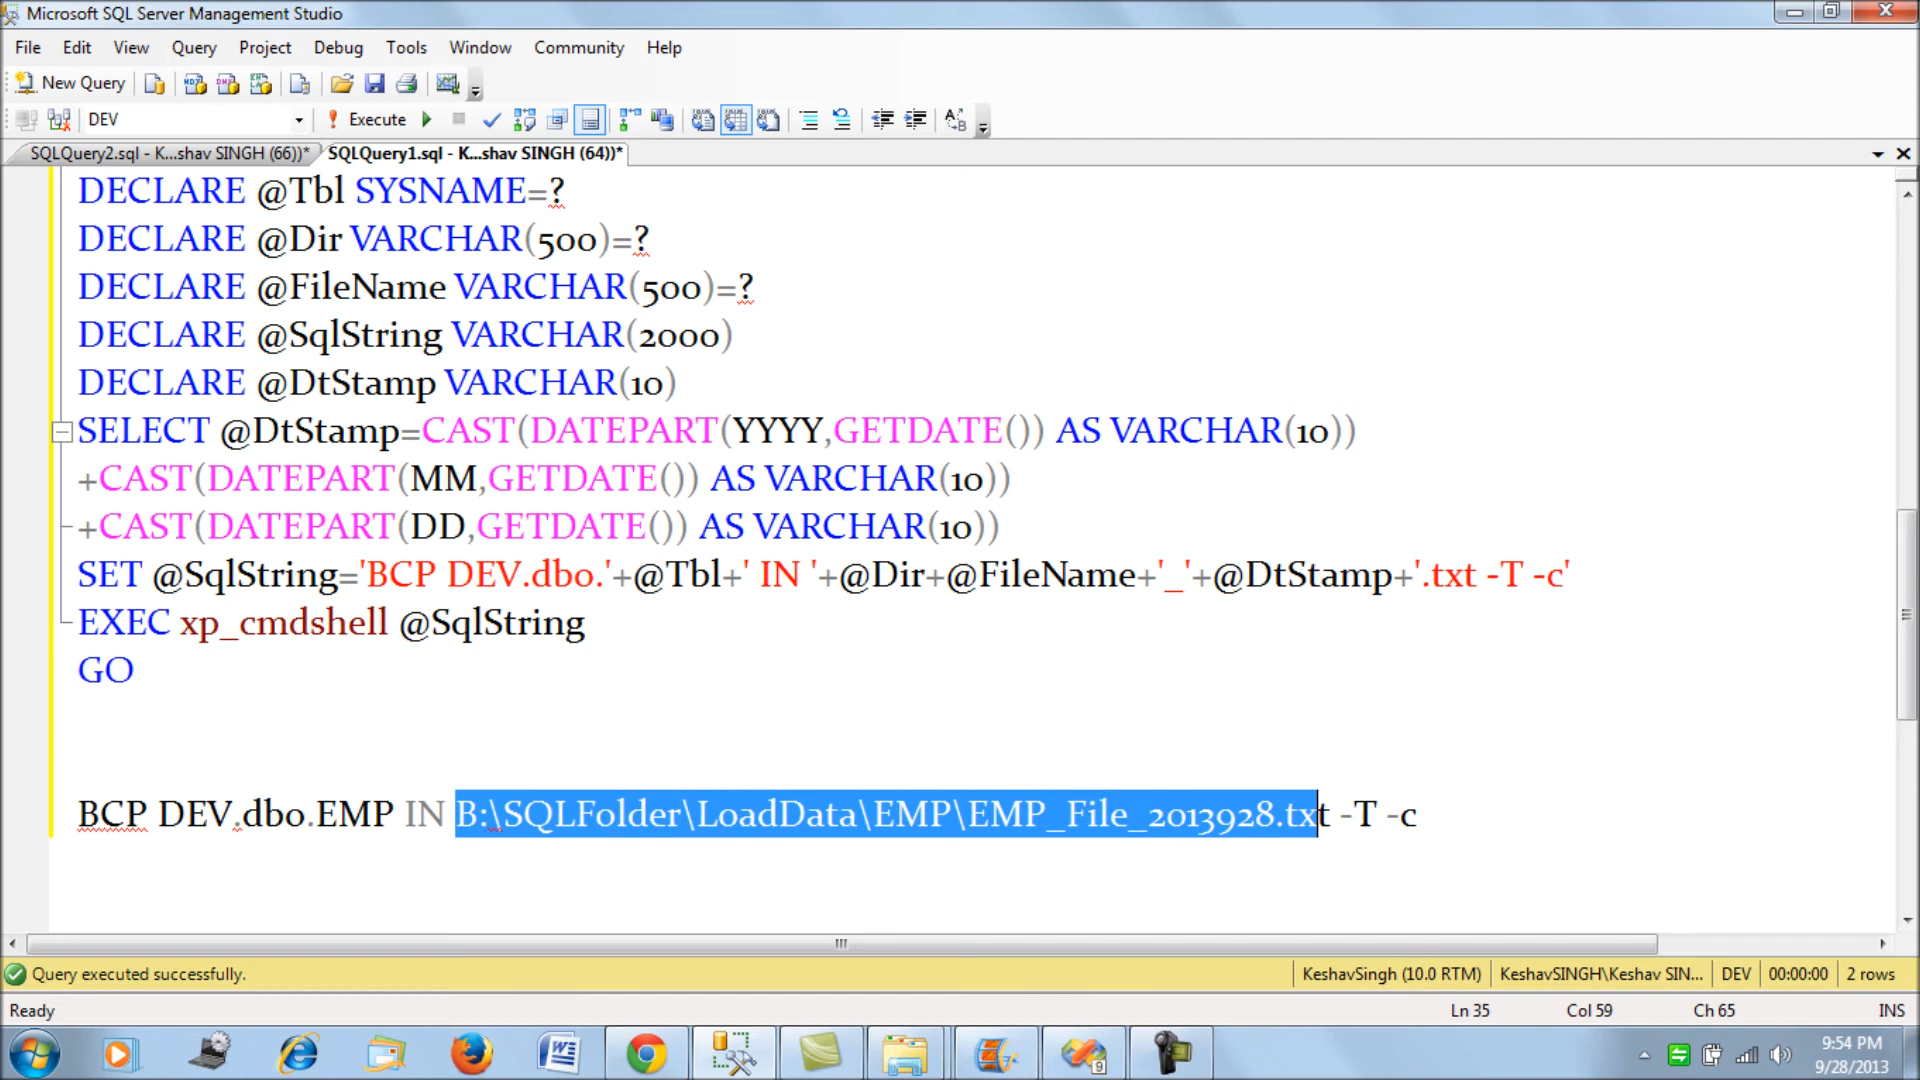 Microsoft SQL Server Management Studio
File Edit View Query Project Debug Tools Window Community Help
New Query
DEV Execute
SQLQuery2.sql - K...shav SINGH (66))* SQLQuery1.sql - K...shav SINGH (64))*
DECLARE @Tbl SYSNAME=?
DECLARE @Dir VARCHAR(500)=?
DECLARE @FileName VARCHAR(500)=?
DECLARE @SqlString VARCHAR(2000)
DECLARE @DtStamp VARCHAR(10)
SELECT @DtStamp=CAST(DATEPART(YYYY,GETDATE()) AS VARCHAR(10))
+CAST(DATEPART(MM,GETDATE()) AS VARCHAR(10))
+CAST(DATEPART(DD,GETDATE()) AS VARCHAR(10))
SET @SqlString='BCP DEV.dbo.'+@Tbl+' IN '+@Dir+@FileName+'_'+@DtStamp+'.txt -T -c'
EXEC xp_cmdshell @SqlString
GO
BCP DEV.dbo.EMP IN B:\SQLFolder\LoadData\EMP\EMP_File_2013928.txt -T -c
Query executed successfully. KeshavSingh (10.0 RTM) KeshavSINGH\Keshav SIN... DEV 00:00:00 2 rows
Ready Ln 35 Col 59 Ch 65 INS
9:54 PM
9/28/2013